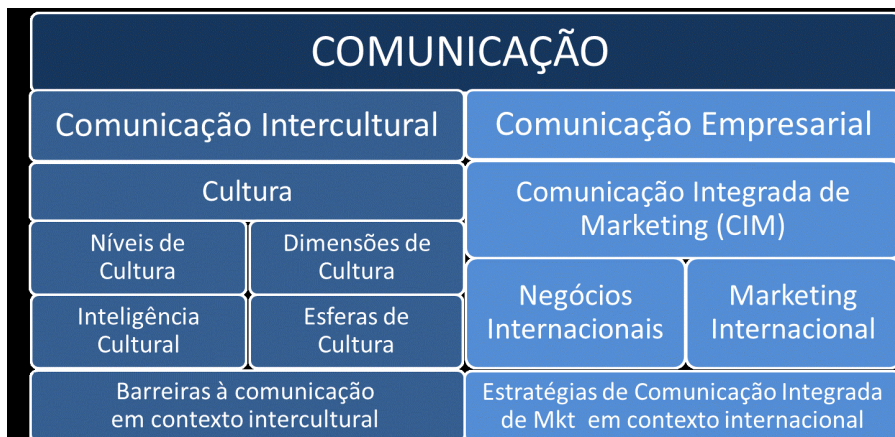 COMUNICAÇÃO
Comunicação Intercultural
Comunicação Empresarial
Cultura
Comunicação Integrada de
Marketing (CIM)
Níveis de
Cultura
Dimensões de
Cultura
Inteligência
Cultural
Esferas de
Cultura
Negócios
Internacionais
Marketing
Internacional
Barreiras à comunicação
em contexto intercultural
Estratégias de Comunicação Integrada
de Mkt em contexto internacional